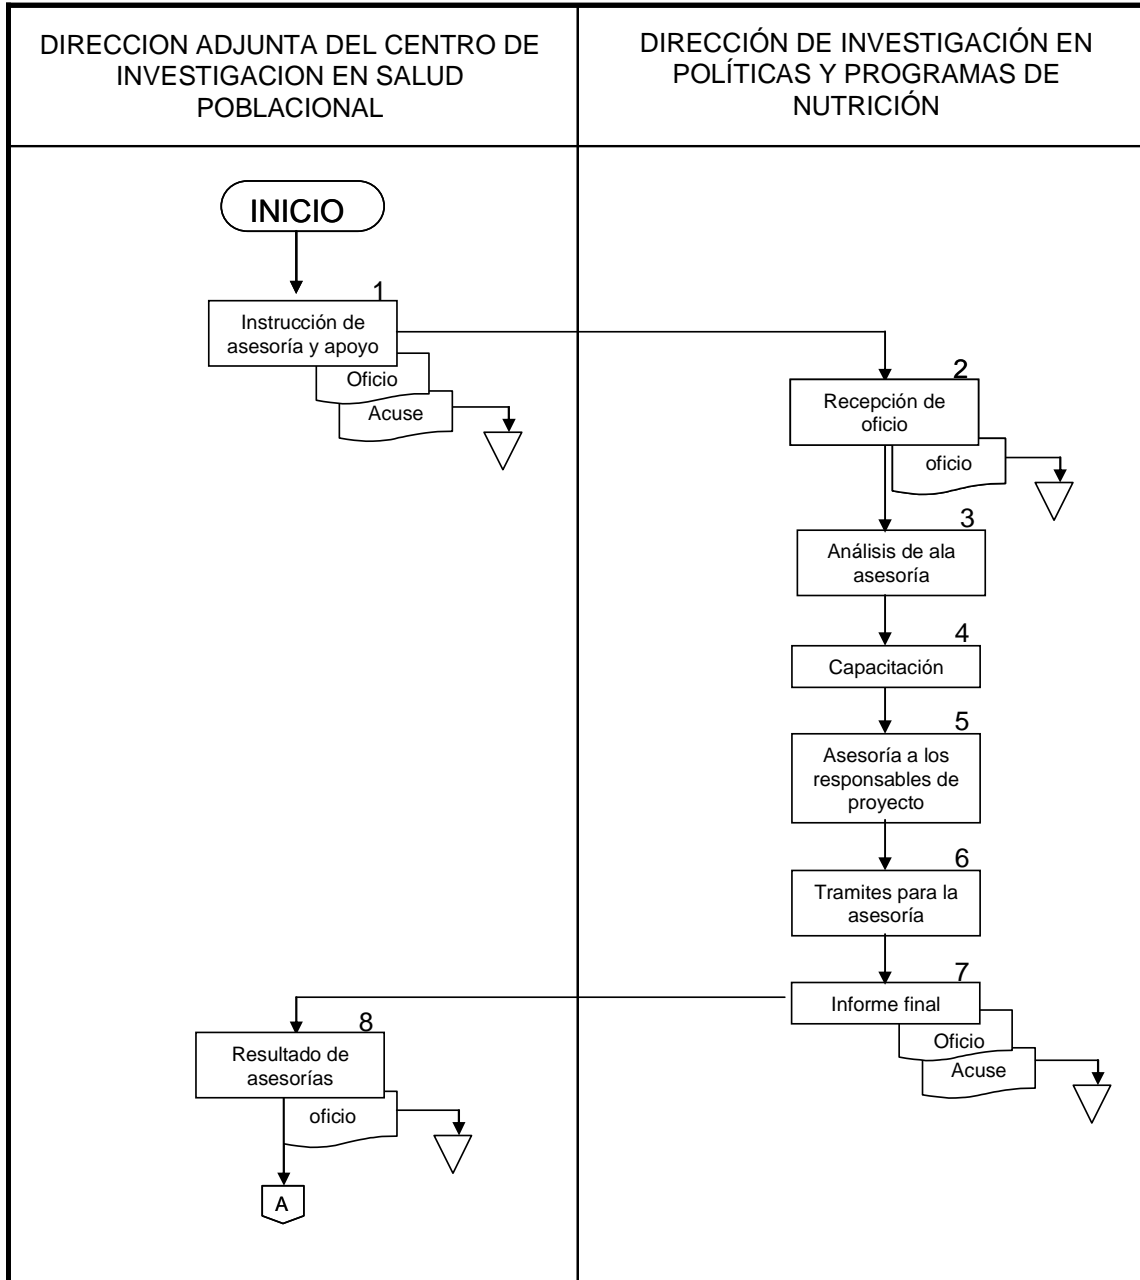 DIRECCION ADJUNTA DEL CENTRO DE
INVESTIGACION EN SALUD
POBLACIONAL
DIRECCIÓN DE INVESTIGACIÓN EN
POLÍTICAS Y PROGRAMAS DE
NUTRICIÓN
INICIO
1
Instrucción de
asesoría y apoyo
Oficio
Acuse
2
Recepción de
oficio
oficio
3
Análisis de ala
asesoría
4
Capacitación
5
Asesoría a los
responsables de
proyecto
6
Tramites para la
asesoría
7
Informe final
Oficio
Acuse
8
Resultado de
asesorías
oficio
A